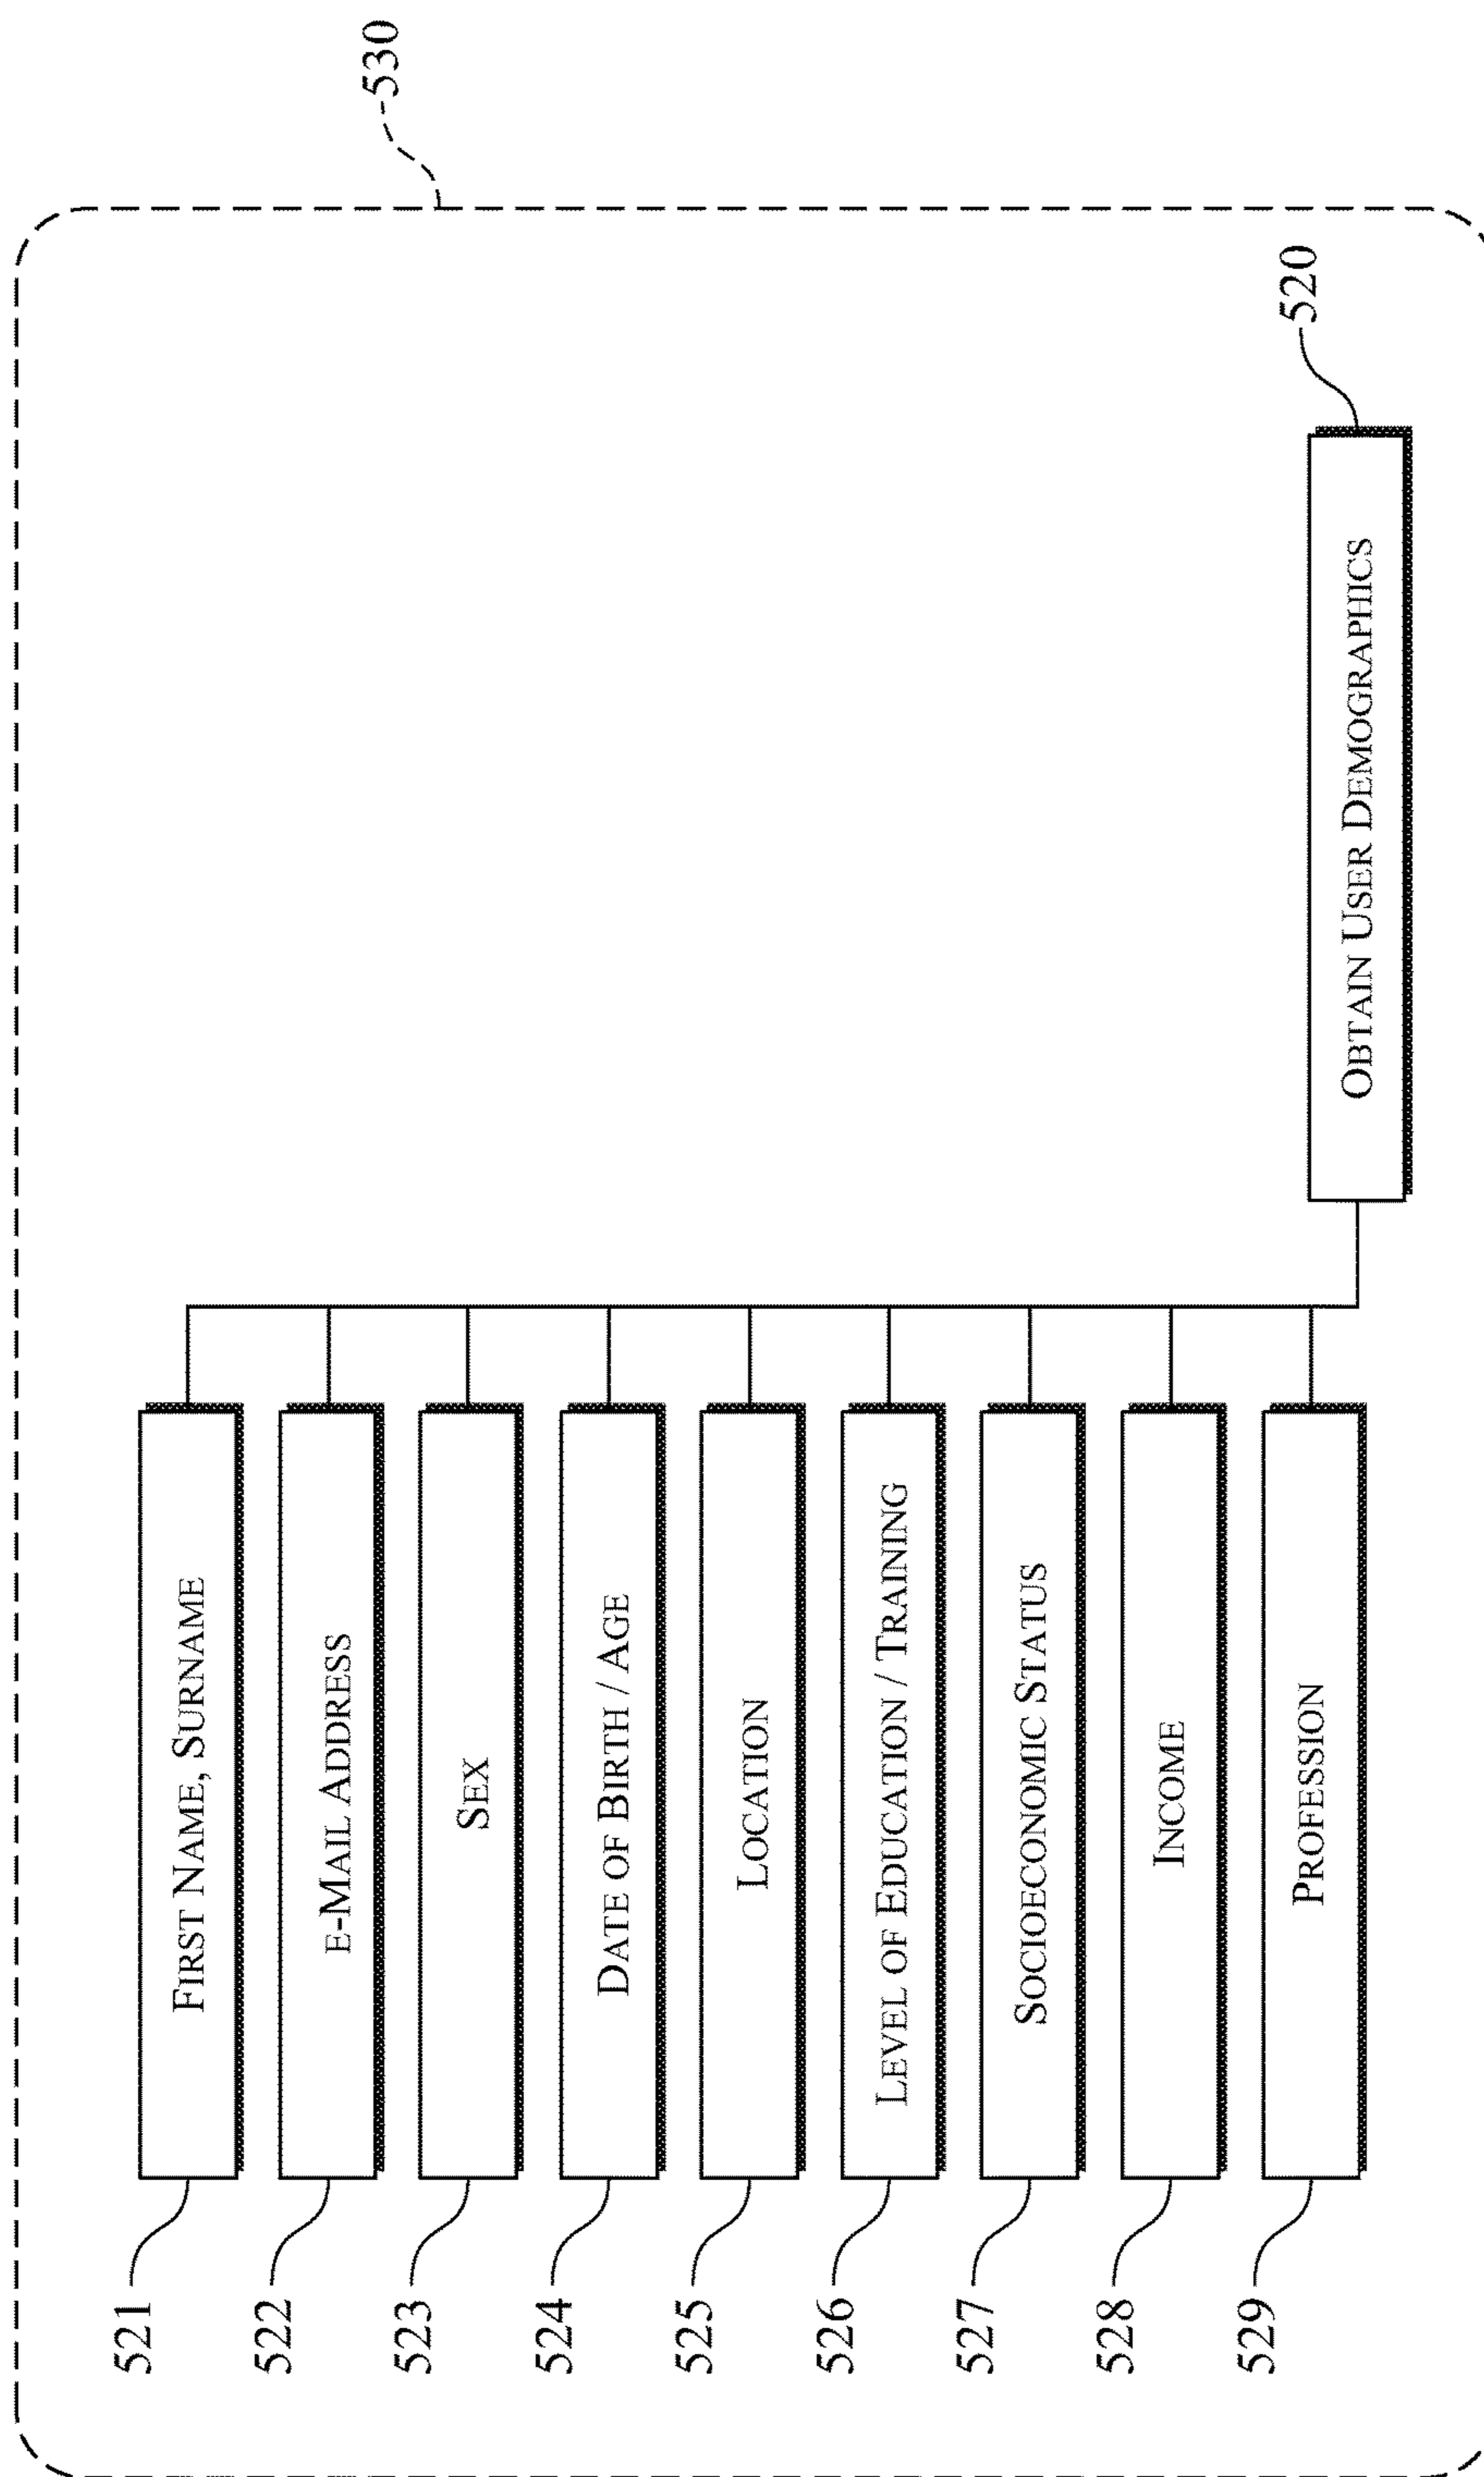 530
521
FIRST NAME, SURNAME
522
E-MAIL ADDRESS
523
SEX
524
DATE OF BIRTH / AGE
525
LOCATION
526
LEVEL OF EDUCATION / TRAINING
527
SOCIOECONOMIC STATUS
528
INCOME
529
PROFESSION
OBTAIN USER DEMOGRAPHICS
520